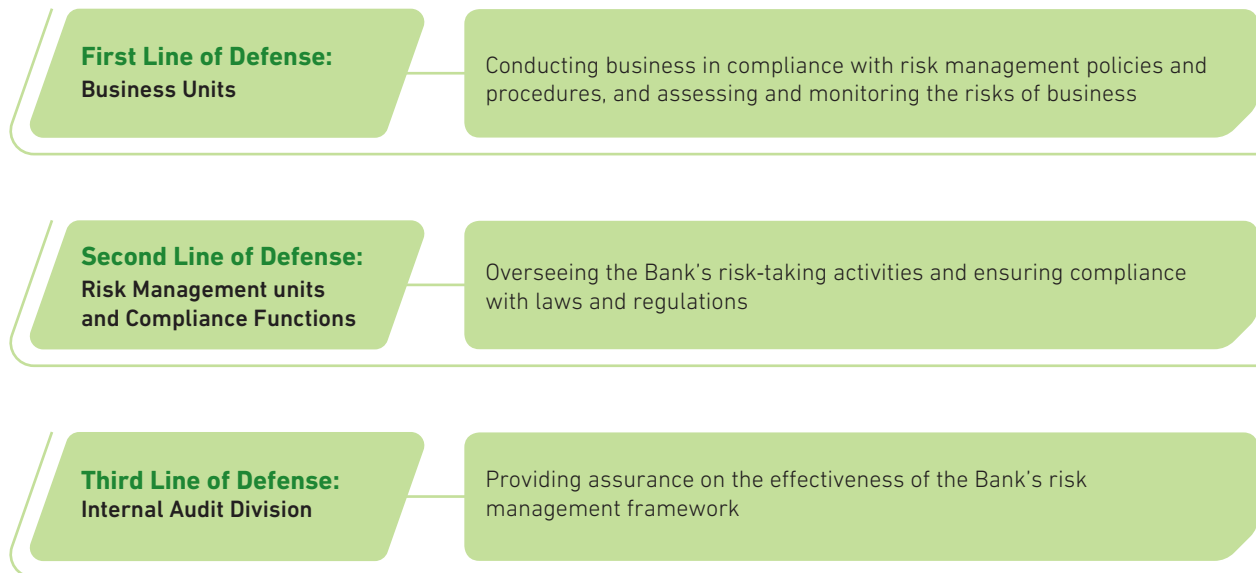 First Line of Defense:
Business Units
Conducting business in compliance with risk management policies and
procedures, and assessing and monitoring the risks of business
Second Line of Defense:
Risk Management units
and Compliance Functions
Overseeing the Bank’s risk-taking activities and ensuring compliance
with laws and regulations
Third Line of Defense:
Internal Audit Division
Providing assurance on the effectiveness of the Bank’s risk
management framework